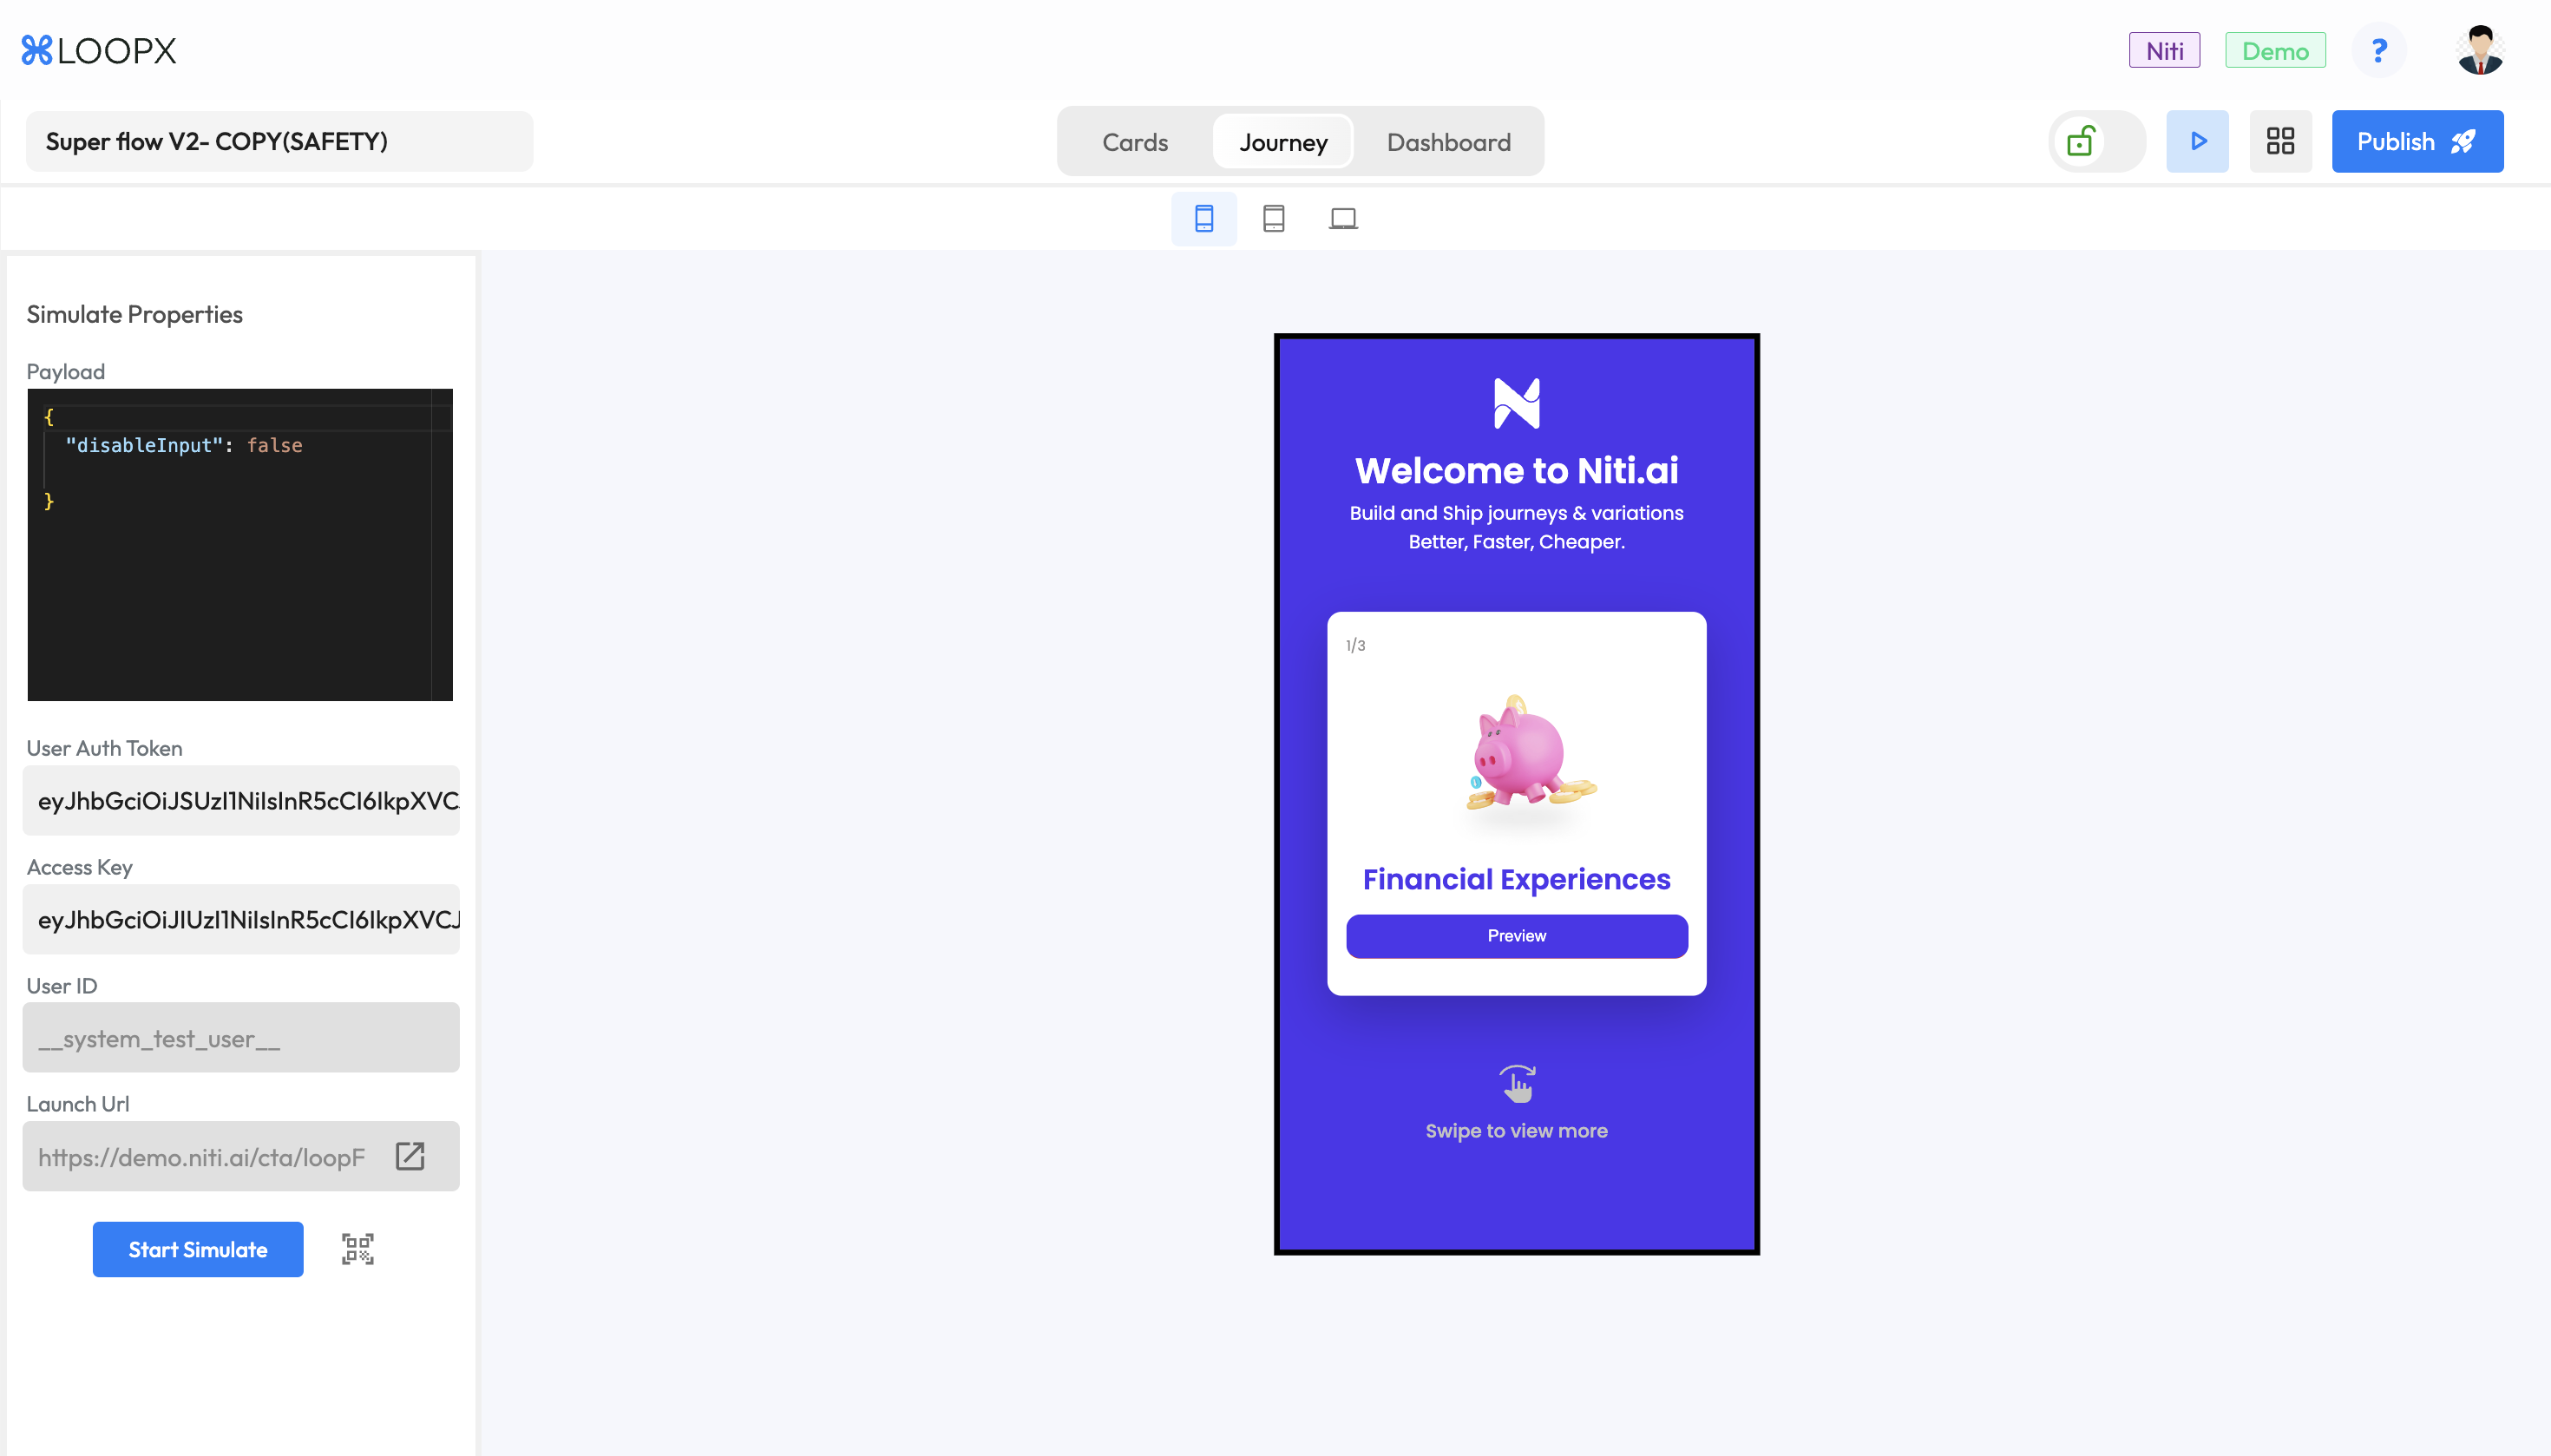 LOOPX
Niti
Demo
?
Super flow V2- COPY(SAFETY)
Cards
Journey
Dashboard
Publish
Simulate Properties
Payload
{
"disableInput": false
}
User Auth Token
eyJhbGciOiJSUzI1NiIsInR5cCI6IkpXVC
Access Key
eyJhbGciOiJIUzI1NiIsInR5cCI6IkpXVCJ
User ID
__system_test_user__
Launch Url
https://demo.niti.ai/cta/loopF
Start Simulate
Welcome to Niti.ai
Build and Ship journeys & variations
Better, Faster, Cheaper.
1/3
Financial Experiences
Preview
Swipe to view more